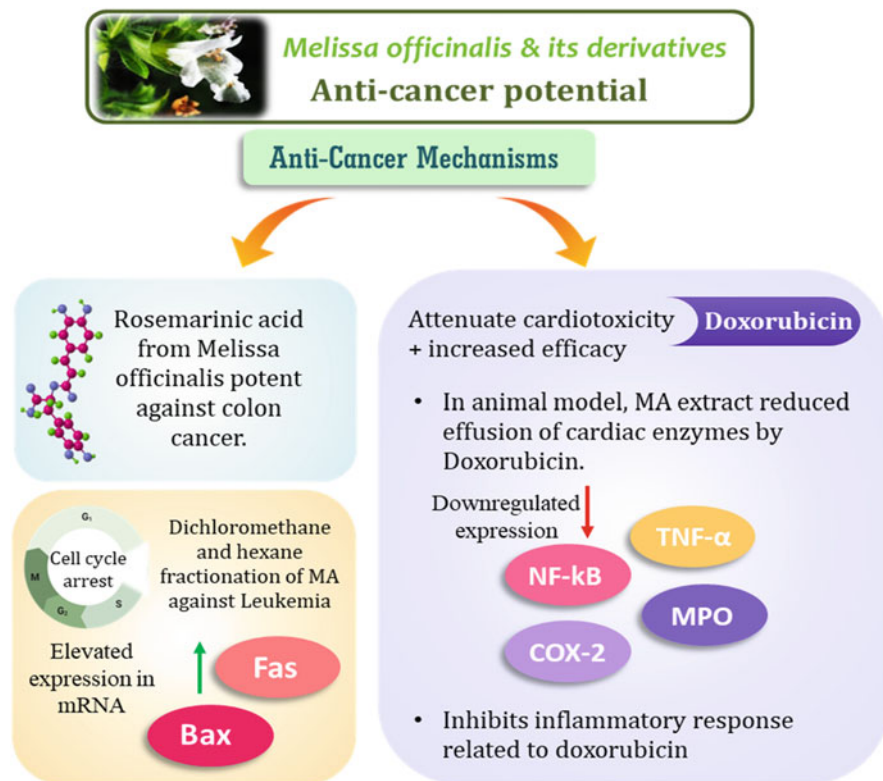 Melissa officinalis & its derivatives
Anti-cancer potential
Anti-Cancer Mechanisms
Rosemarinic acid
from Melissa
officinalis potent
against colon
cancer.
G₁
M
G₂
S
Cell cycle
arrest
Dichloromethane
and hexane
fractionation of MA
against Leukemia
Elevated
expression in
mRNA
Fas
Bax
Attenuate cardiotoxicity
+ increased efficacy
Doxorubicin
• In animal model, MA extract reduced
effusion of cardiac enzymes by
Doxorubicin.
Downregulated
expression
TNF-α
NF-kB
MPO
COX-2
• Inhibits inflammatory response
related to doxorubicin